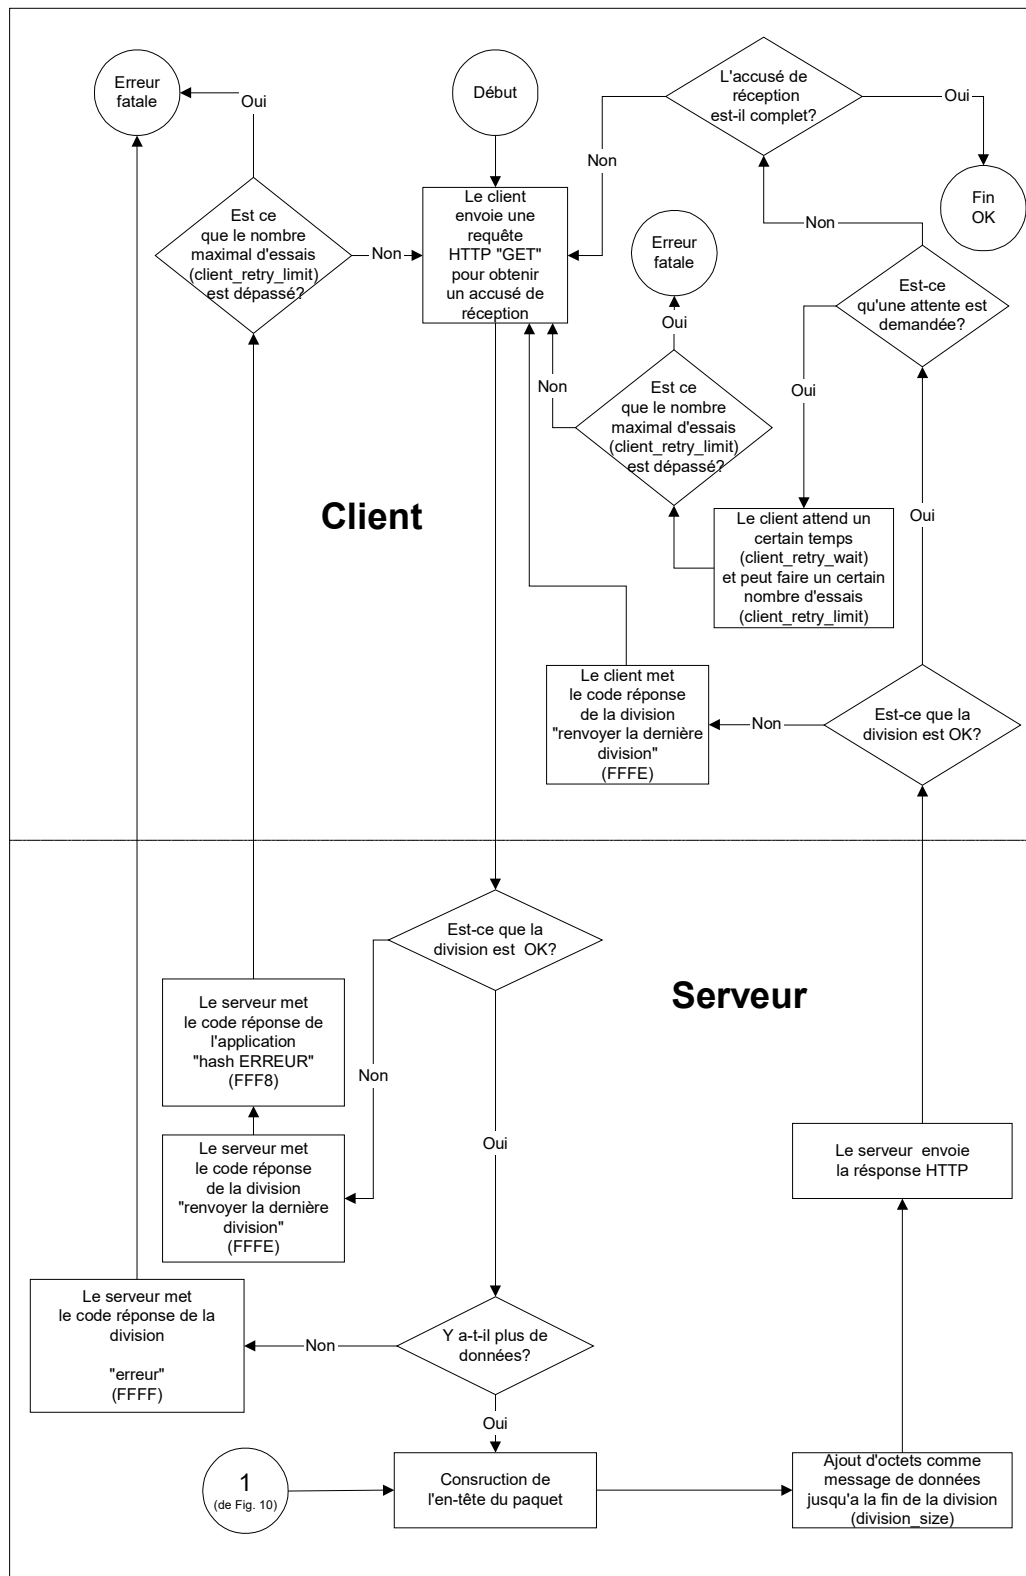 Erreur
fatale
Oui
Début
L'accusé de
réception
est-il complet?
Oui
Non
Fin
OK
Est ce
que le nombre
maximal d'essais
(client_retry_limit)
est dépassé?
Non
Le client
envoie une
requête
HTTP "GET"
pour obtenir
un accusé de
réception
Erreur
fatale
Non
Est-ce
qu'une attente est
demandée?
Oui
Non
Est ce
que le nombre
maximal d'essais
(client_retry_limit)
est dépassé?
Oui
Client
Le client attend un
certain temps
(client_retry_wait)
et peut faire un certain
nombre d'essais
(client_retry_limit)
Oui
Le client met
le code réponse
de la division
"renvoyer la dernière
division"
(FFFE)
Non
Est-ce que la
division est OK?
Est-ce que la
division est  OK?
Serveur
Le serveur met
le code réponse de
l'application
"hash ERREUR"
(FFF8)
Non
Oui
Le serveur met
le code réponse
de la division
"renvoyer la dernière
division"
(FFFE)
Le serveur  envoie
la résponse HTTP
Le serveur met
le code réponse de la
division
"erreur"
(FFFF)
Non
Y a-t-il plus de
données?
Oui
1
(de Fig. 10)
Consruction de
l'en-tête du paquet
Ajout d'octets comme
message de données
jusqu'a la fin de la division
(division_size)